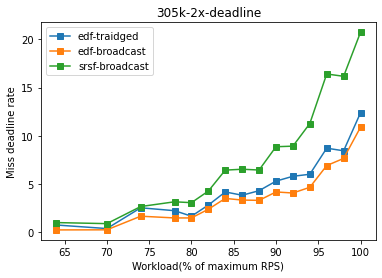 305k-2x-deadline
edf-traidged
edf-broadcast
srsf-broadcast
Miss deadline rate
20
15
10
5
0
65 70 75 80 85 90 95 100
Workload(% of maximum RPS)